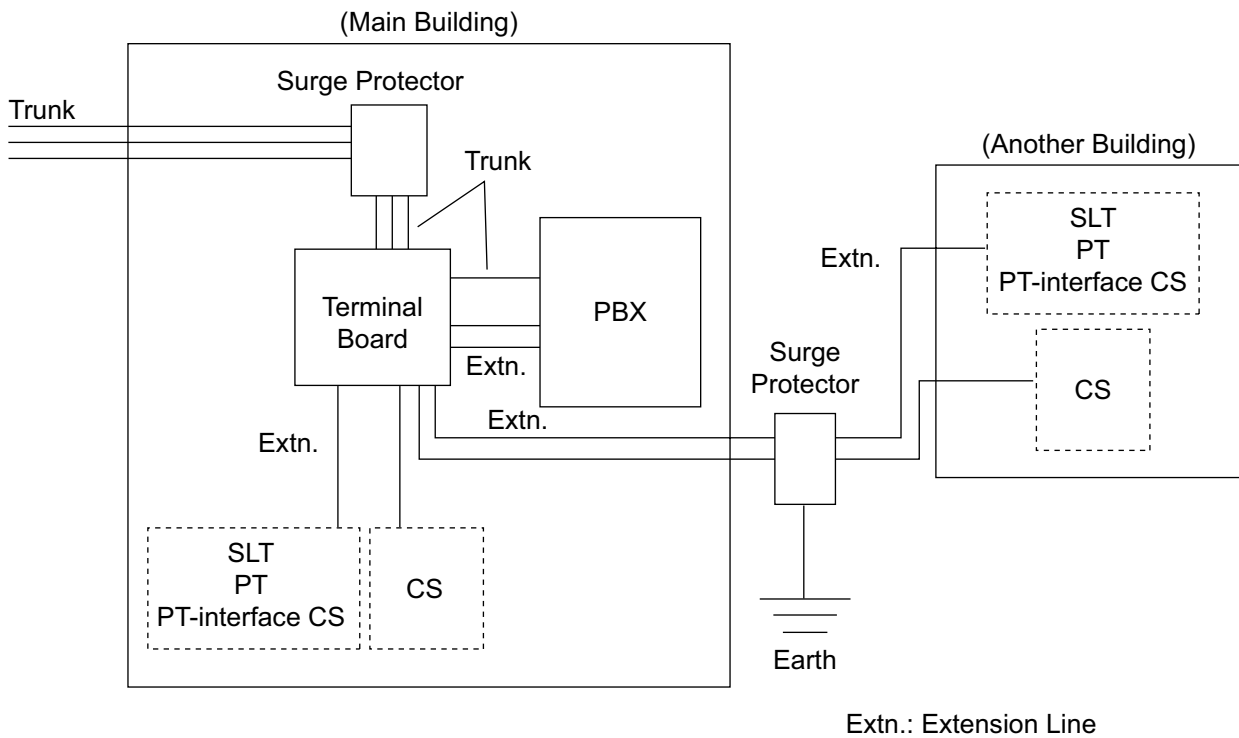 (Main Building)
Surge Protector
Trunk
Trunk
(Another Building)
SLT
PT
PT-interface CS
Extn.
Terminal
Board
PBX
Extn.
Surge
Protector
CS
Extn.
Extn.
SLT
PT
PT-interface CS
CS
Earth
Extn.: Extension Line